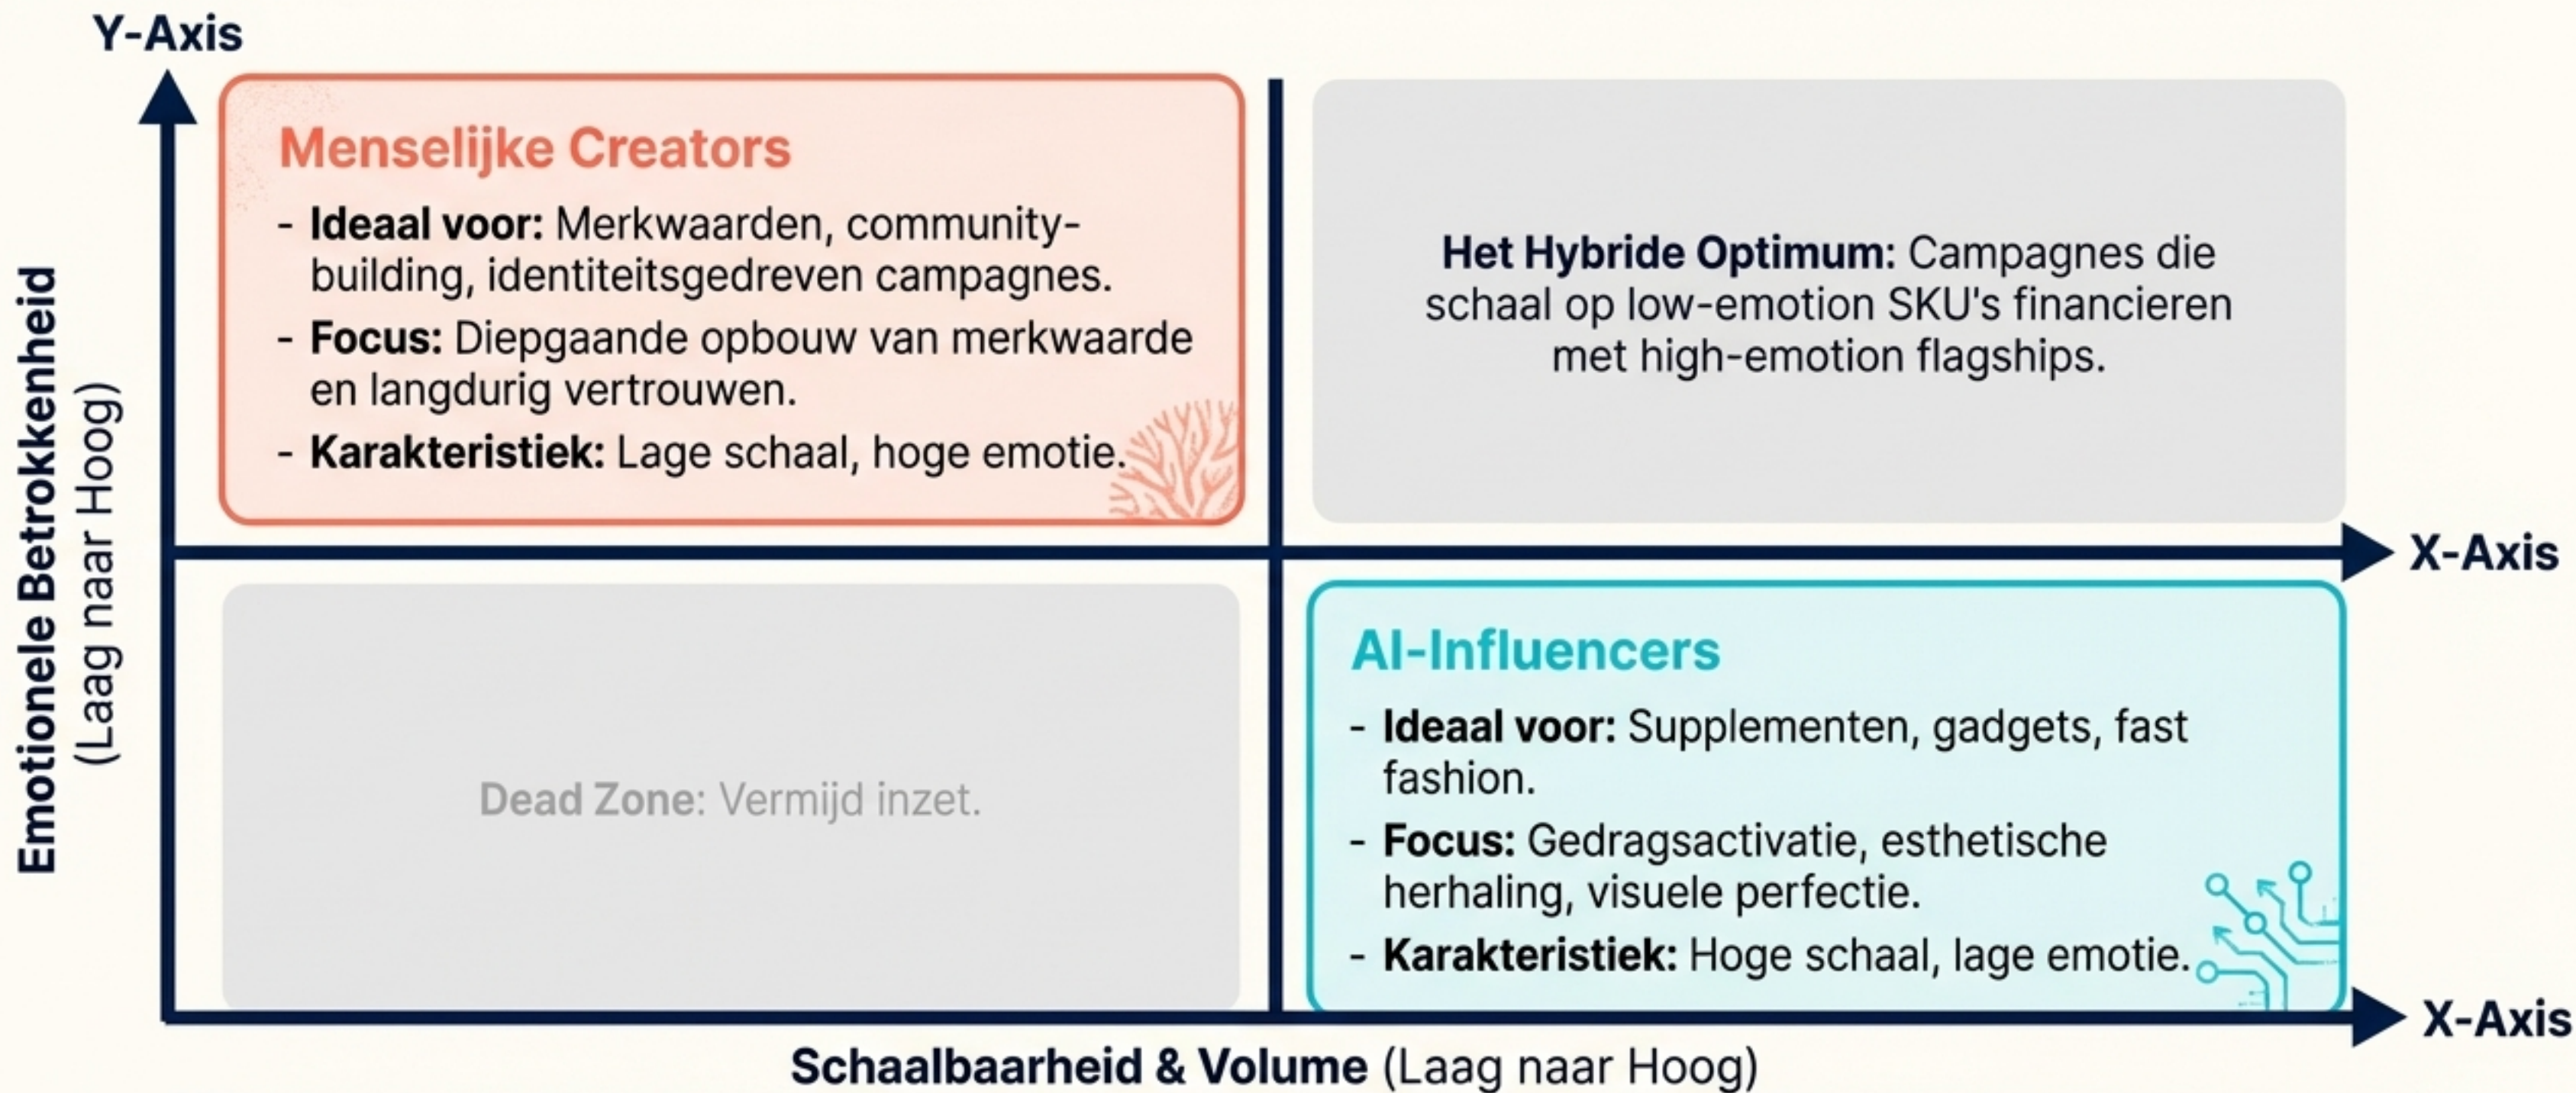 Y-Axis
Emotionele Betrokkenheid
(Laag naar Hoog)
Menselijke Creators
- Ideaal voor: Merkwaarden, community-
building, identiteitsgedreven campagnes.
- Focus: Diepgaande opbouw van merkwaarde
en langdurig vertrouwen.
- Karakteristiek: Lage schaal, hoge emotie.
Het Hybride Optimum: Campagnes die
schaal op low-emotion SKU's financieren
met high-emotion flagships.
X-Axis
Dead Zone: Vermijd inzet.
AI-Influencers
- Ideaal voor: Supplementen, gadgets, fast
fashion.
- Focus: Gedragsactivatie, esthetische
herhaling, visuele perfectie.
- Karakteristiek: Hoge schaal, lage emotie.
X-Axis
Schaalbaarheid & Volume (Laag naar Hoog)